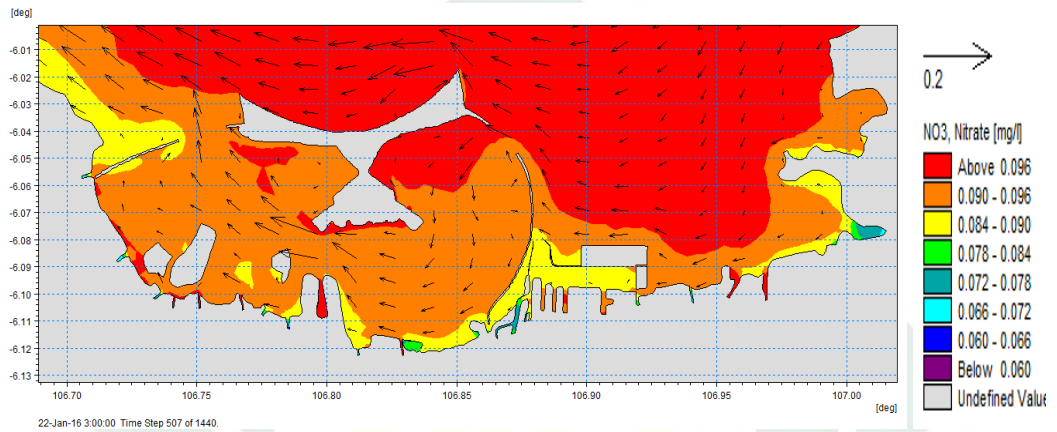 [deg]
-6.01
-6.02
-6.03
-6.04
-6.05
-6.06
-6.07
-6.08
-6.09
-6.10
-6.11
-6.12
-6.13
106.70 106.75 106.80 106.85 106.90 106.95 107.00
[deg]
22-Jan-16 3:00:00 Time Step 507 of 1440.
0.2
NO3, Nitrate [mg/l]
Above 0.096
0.090 - 0.096
0.084 - 0.090
0.078 - 0.084
0.072 - 0.078
0.066 - 0.072
0.060 - 0.066
Below 0.060
Undefined Value